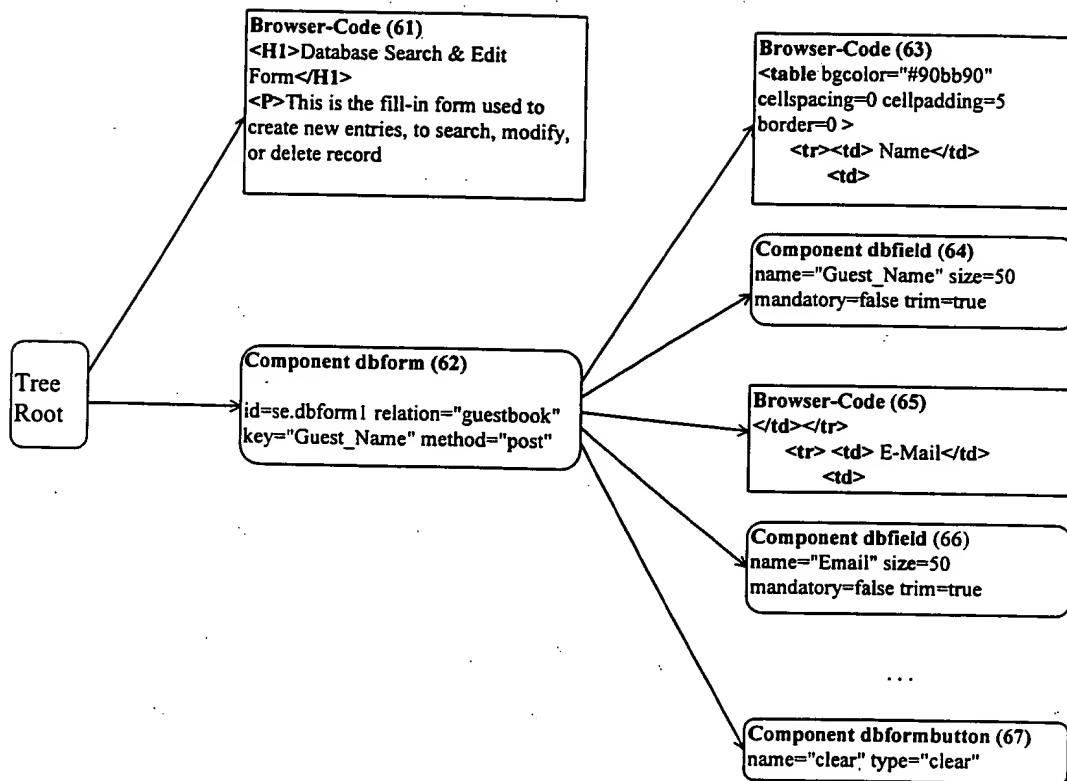 Browser-Code (61)
<H1>Database Search & Edit
Form</H1>
<P>This is the fill-in form used to
create new entries, to search, modify,
or delete record
Tree
Root
Component dbform (62)
id=se.dbform1 relation="guestbook"
key="Guest_Name" method="post"
Browser-Code (63)
<table bgcolor="#90bb90"
cellspacing=0 cellpadding=5
border=0 >
<tr><td> Name</td>
<td>
Component dbfield (64)
name="Guest_Name" size=50
mandatory=false trim=true
Browser-Code (65)
</td></tr>
<tr> <td> E-Mail</td>
<td>
Component dbfield (66)
name="Email" size=50
mandatory=false trim=true
...
Component dbformbutton (67)
name="clear" type="clear"